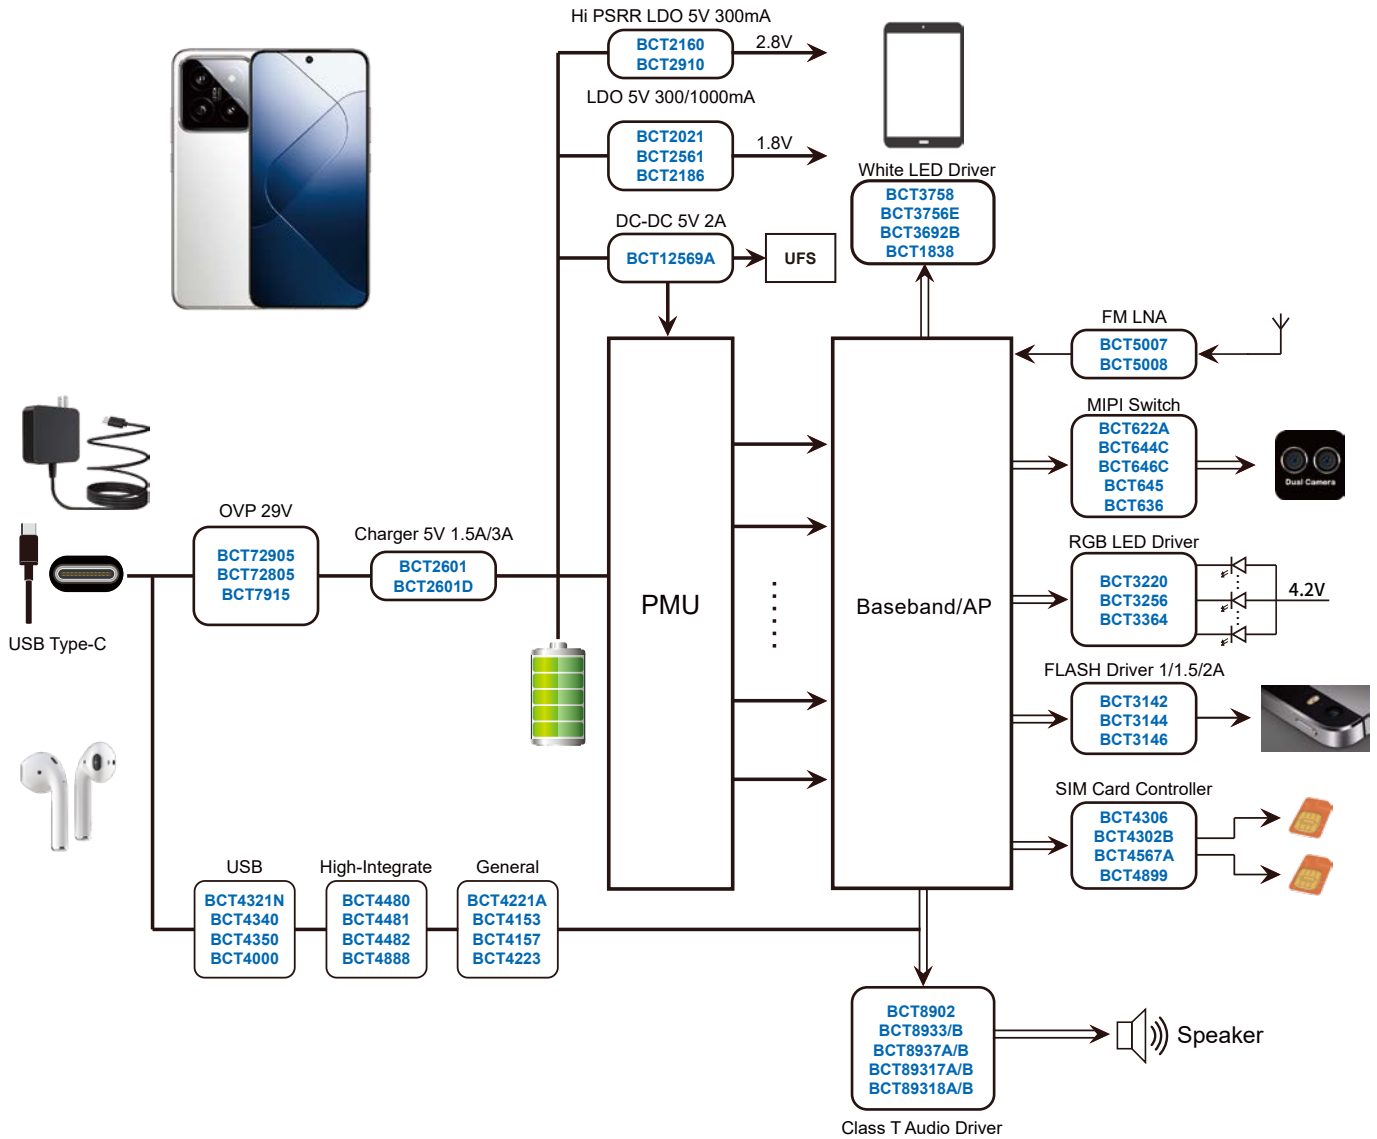 Hi PSRR LDO 5V 300mA
BCT2160
BCT2910
2.8V
LDO 5V 300/1000mA
BCT2021
BCT2561
BCT2186
1.8V
DC-DC 5V 2A
BCT12569A
UFS
White LED Driver
BCT3758
BCT3756E
BCT3692B
BCT1838
FM LNA
BCT5007
BCT5008
MIPI Switch
BCT622A
BCT644C
BCT646C
BCT645
BCT636
Dual Camera
OVP 29V
BCT72905
BCT72805
BCT7915
Charger 5V 1.5A/3A
BCT2601
BCT2601D
USB Type-C
PMU
Baseband/AP
RGB LED Driver
BCT3220
BCT3256
BCT3364
4.2V
FLASH Driver 1/1.5/2A
BCT3142
BCT3144
BCT3146
SIM Card Controller
BCT4306
BCT4302B
BCT4567A
BCT4899
USB
BCT4321N
BCT4340
BCT4350
BCT4000
High-Integrate
BCT4480
BCT4481
BCT4482
BCT4888
General
BCT4221A
BCT4153
BCT4157
BCT4223
BCT8902
BCT8933/B
BCT8937A/B
BCT89317A/B
BCT89318A/B
Class T Audio Driver
Speaker